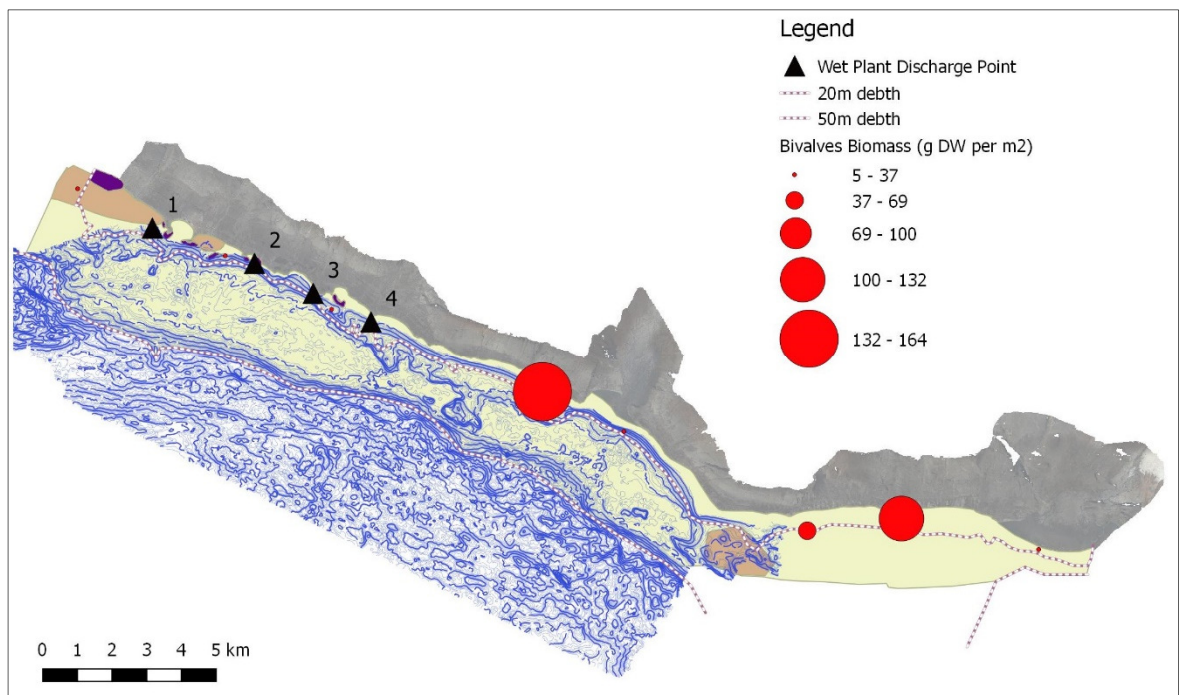 Legend
Wet Plant Discharge Point
20m debth
50m debth
Bivalves Biomass (g DW per m2)
5 - 37
37 - 69
69 - 100
100 - 132
132 - 164
1
2
3
4
0 1 2 3 4 5 km